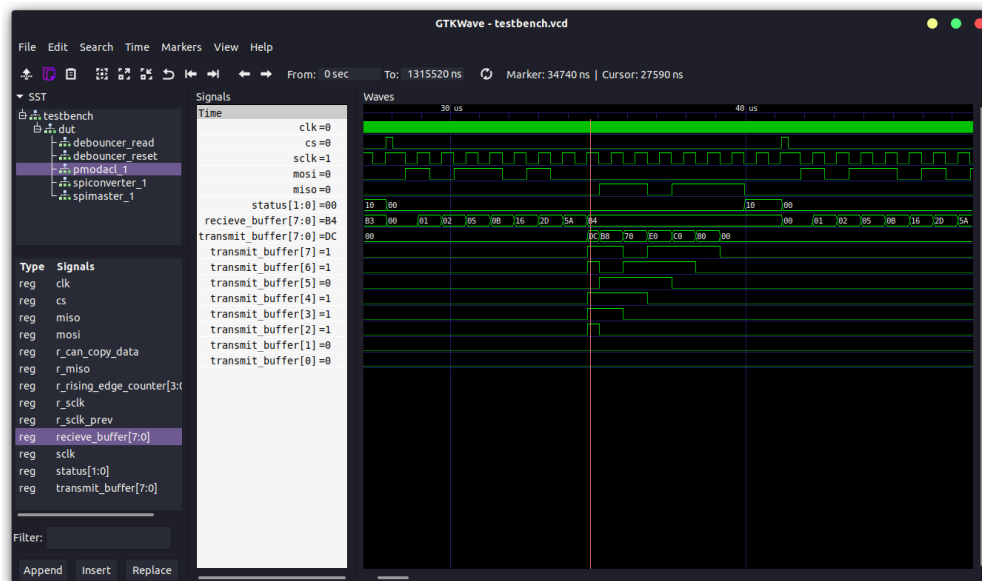 GTKWave - testbench.vcd
File Edit Search Time Markers View Help
From: 0 sec To: 1315520 ns Marker: 34740 ns | Cursor: 27590 ns
SST
testbench
dut
debouncer_read
debouncer_reset
pmodacl_1
spiconverter_1
spimaster_1
Type Signals
reg clk
reg cs
reg miso
reg mosi
reg r_can_copy_data
reg r_miso
reg r_rising_edge_counter[3:0
reg r_sclk
reg r_sclk_prev
reg recieve_buffer[7:0]
reg sclk
reg status[1:0]
reg transmit_buffer[7:0]
Filter:
Append Insert Replace
Signals
Time
clk =0
cs =0
sclk =1
mosi =0
miso =0
status[1:0] =00
recieve_buffer[7:0] =B4
transmit_buffer[7:0] =DC
transmit_buffer[7] =1
transmit_buffer[6] =1
transmit_buffer[5] =0
transmit_buffer[4] =1
transmit_buffer[3] =1
transmit_buffer[2] =1
transmit_buffer[1] =0
transmit_buffer[0] =0
Waves
30 us 40 us
10 00 10 00
B3 00 01 02 05 0B 16 2D 5A B4 00 01 02 05 0B 16 2D 5A
00 DC B8 70 E0 C0 80 00